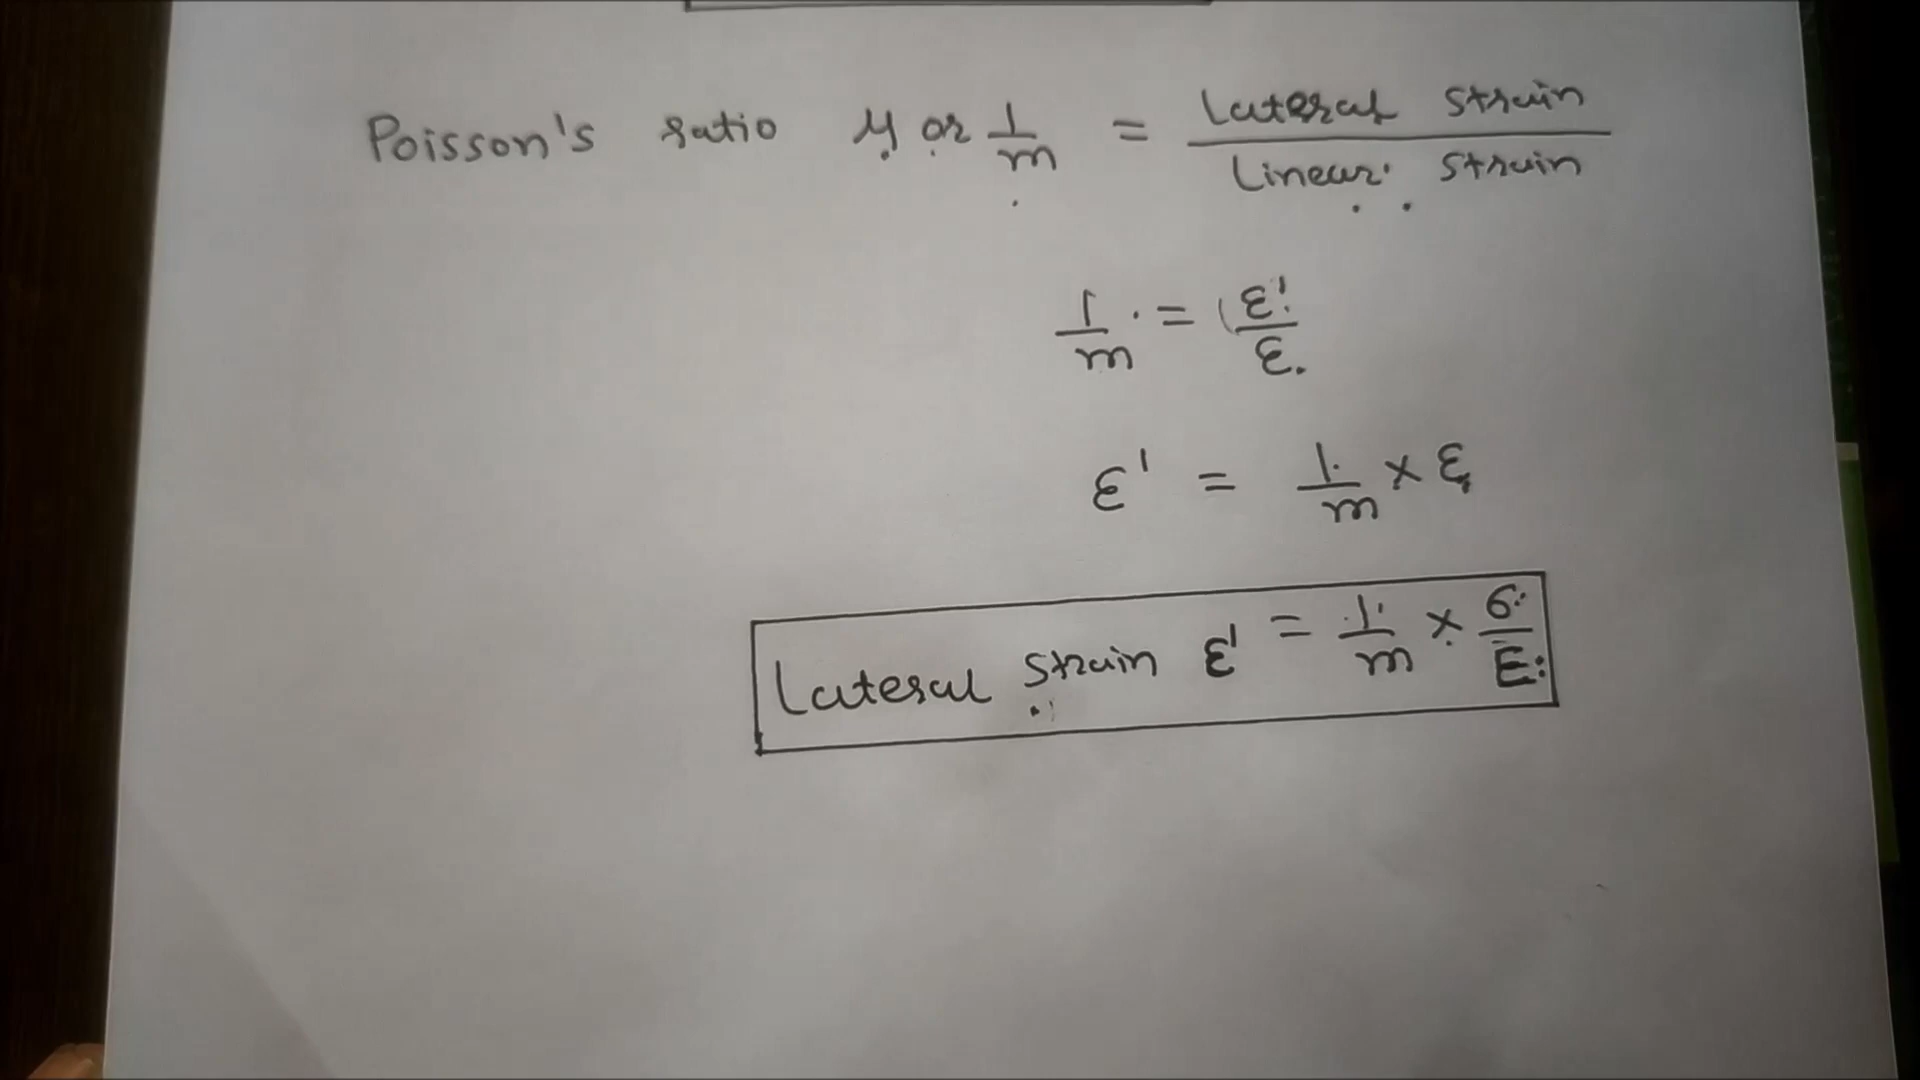 Poisson's ratio μ or 1/m = Lateral strain / Linear strain
1/m = ε'/ε
ε' = 1/m × ε
Lateral strain ε' = 1/m × σ/E